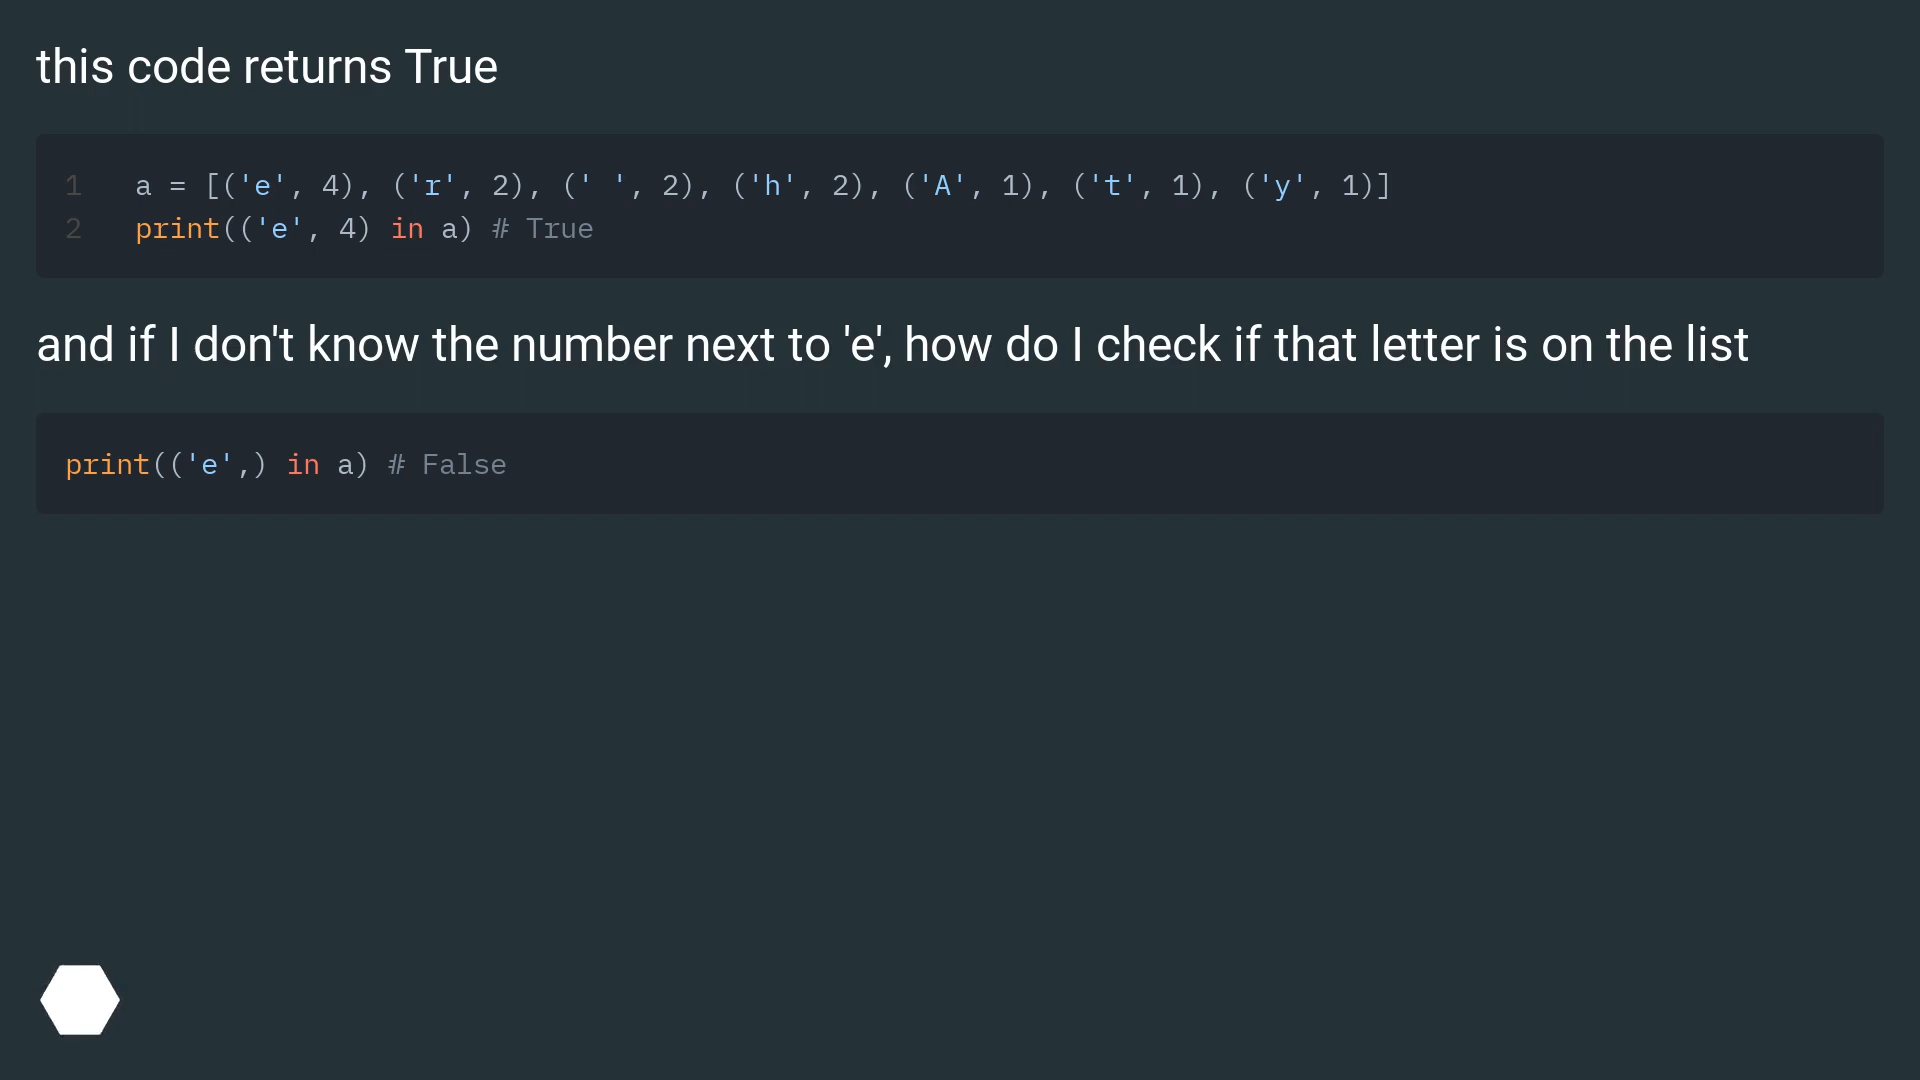 this code returns True
1 a = [('e', 4), ('r', 2), (' ', 2), ('h', 2), ('A', 1), ('t', 1), ('y', 1)]
2 print(('e', 4) in a) # True
and if I don't know the number next to 'e', how do I check if that letter is on the list
print(('e',) in a) # False